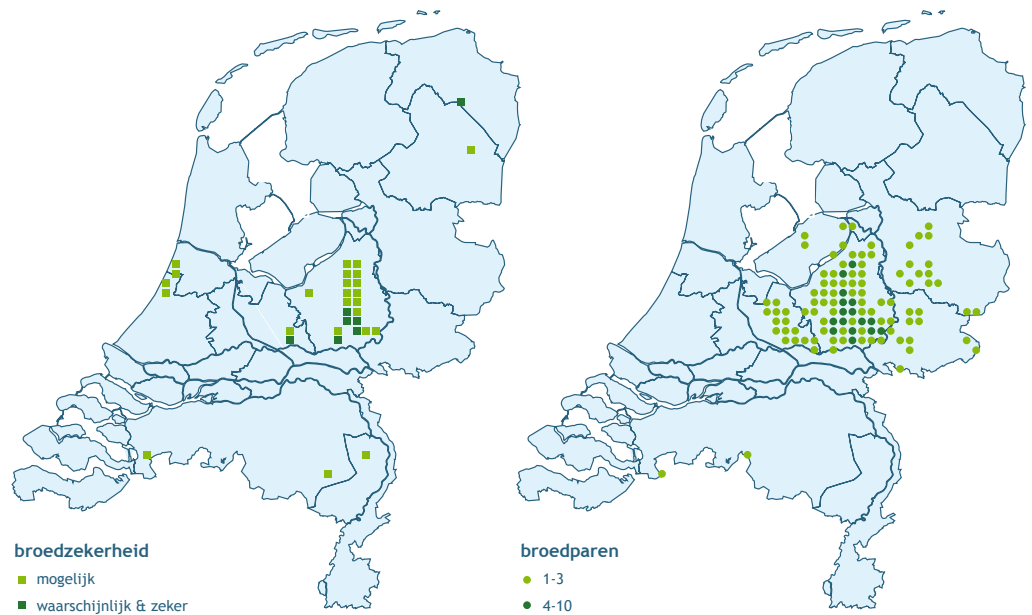 broedzekerheid
mogelijk
waarschijnlijk & zeker
broedparen
1-3
4-10